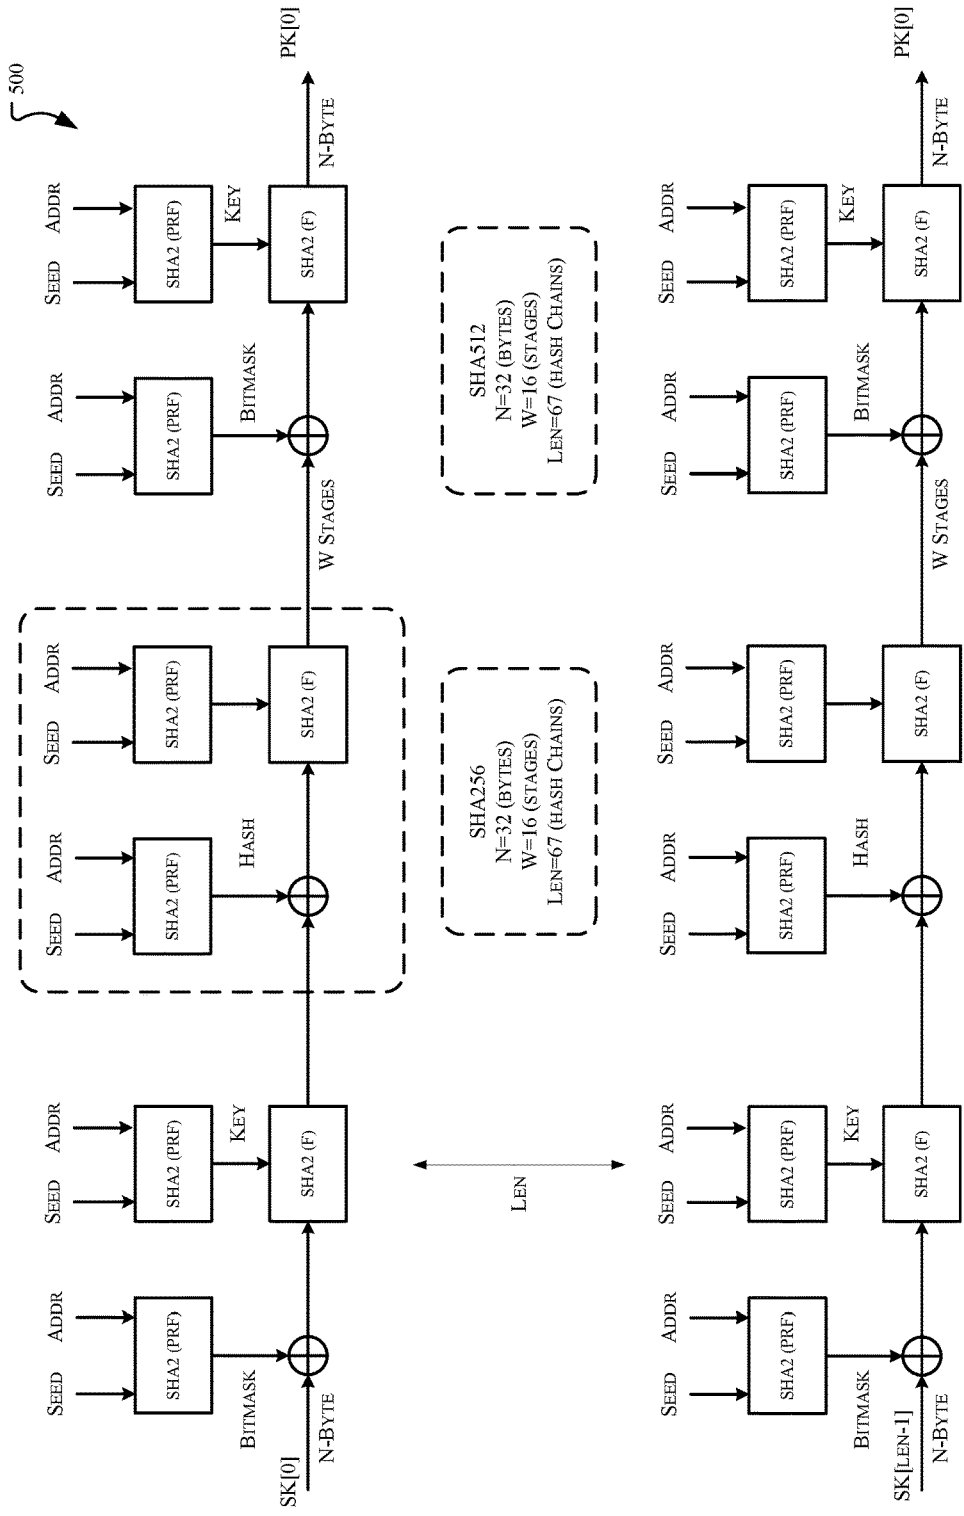 500
SEED
ADDR
SEED
ADDR
SEED
ADDR
SEED
ADDR
SEED
ADDR
SEED
ADDR
SHA2 (PRF)
SHA2 (PRF)
SHA2 (PRF)
SHA2 (PRF)
SHA2 (PRF)
SHA2 (PRF)
BITMASK
KEY
HASH
BITMASK
KEY
SK[0]
SHA2 (F)
SHA2 (F)
SHA2 (F)
PK[0]
N-BYTE
W STAGES
N-BYTE
LEN
SHA256
N=32 (BYTES)
W=16 (STAGES)
LEN=67 (HASH CHAINS)
SHA512
N=32 (BYTES)
W=16 (STAGES)
LEN=67 (HASH CHAINS)
SEED
ADDR
SEED
ADDR
SEED
ADDR
SEED
ADDR
SEED
ADDR
SEED
ADDR
SHA2 (PRF)
SHA2 (PRF)
SHA2 (PRF)
SHA2 (PRF)
SHA2 (PRF)
SHA2 (PRF)
BITMASK
KEY
HASH
BITMASK
KEY
SK[LEN-1]
SHA2 (F)
SHA2 (F)
SHA2 (F)
PK[0]
N-BYTE
W STAGES
N-BYTE